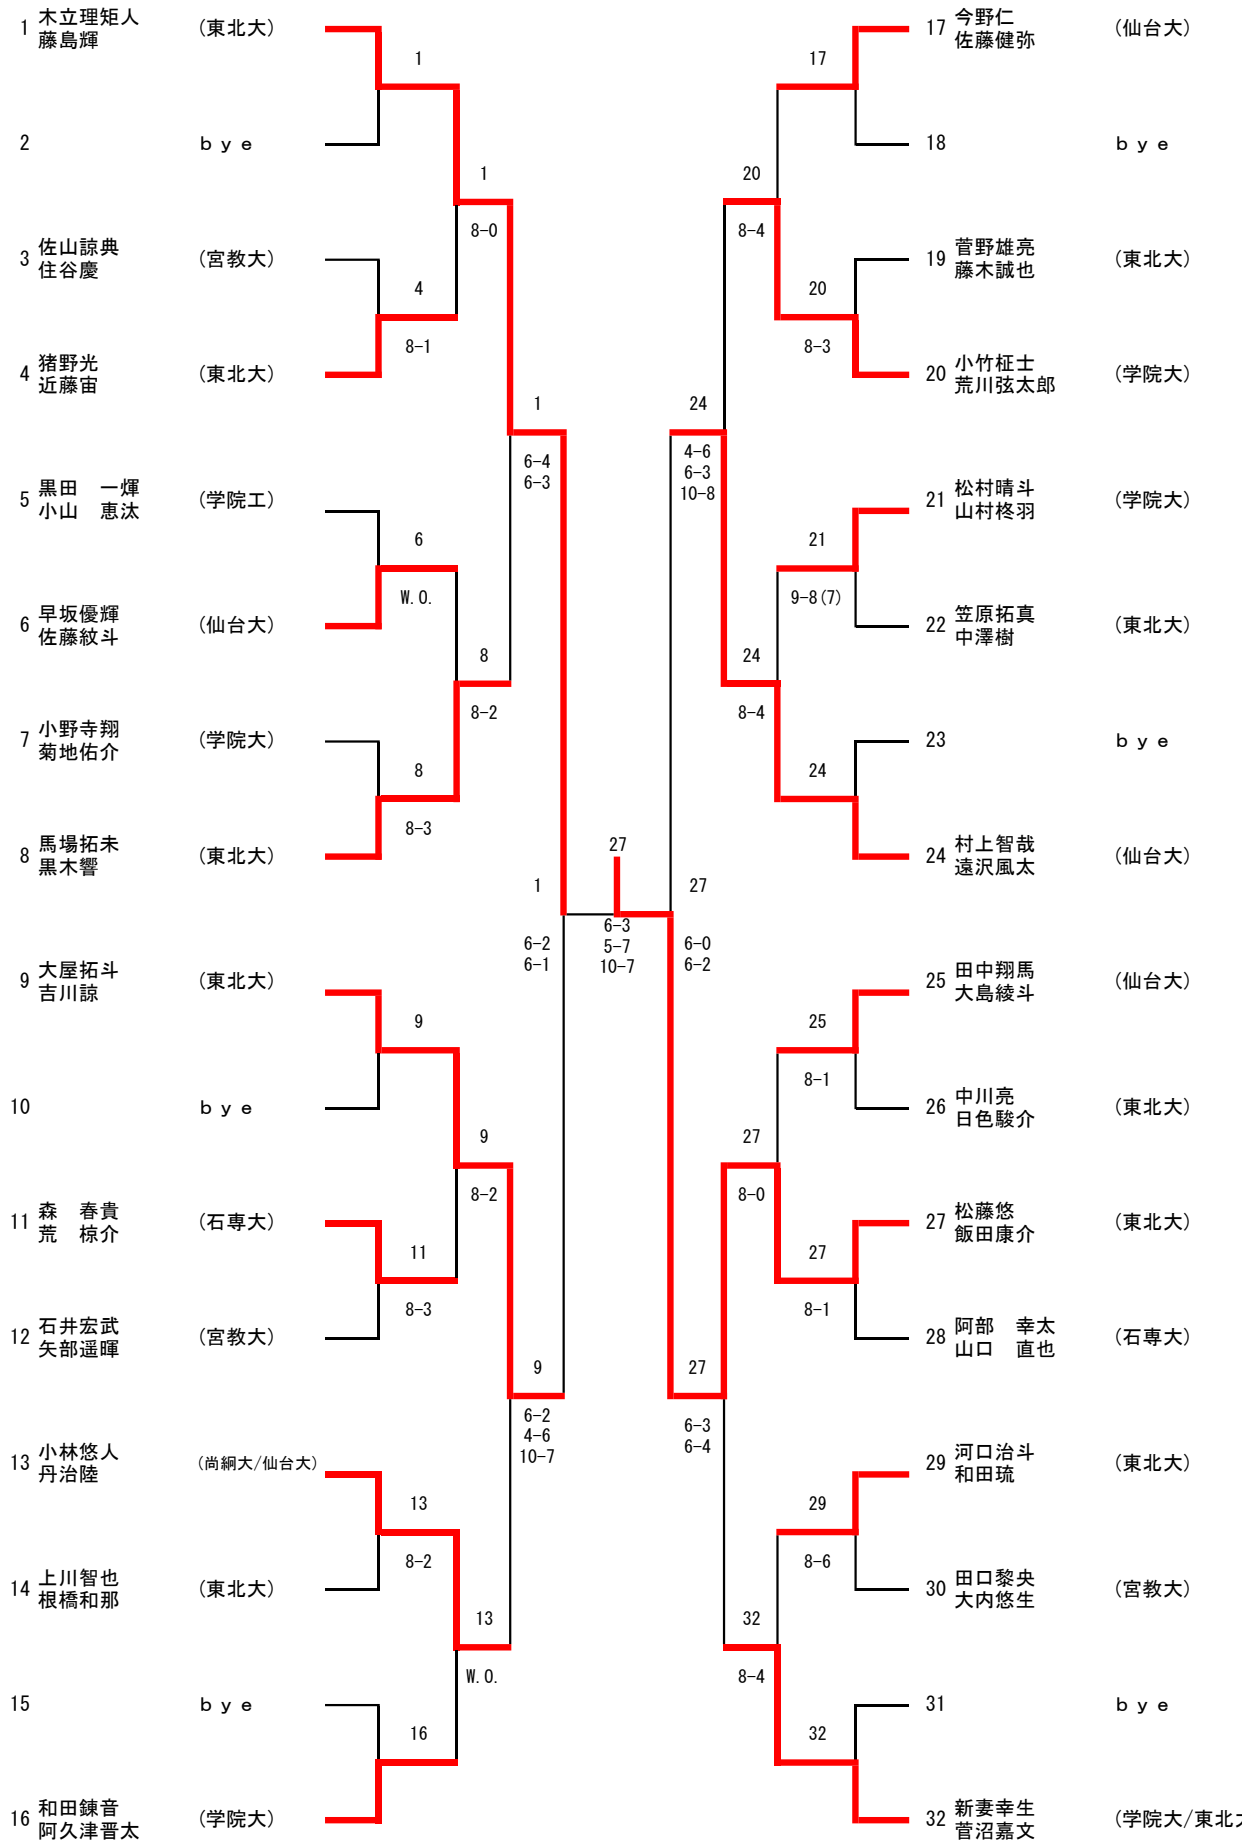 1 木立理矩人 (東北大)
藤島輝
2 bye
3 佐山諒典 (宮教大)
住谷慶
4 猪野光 (東北大)
近藤宙
5 黒田　一煇 (学院工)
小山　恵汰
6 早坂優輝 (仙台大)
佐藤紋斗
7 小野寺翔 (学院大)
菊地佑介
8 馬場拓未 (東北大)
黒木響
9 大屋拓斗 (東北大)
吉川諒
10 bye
11 森　春貴 (石専大)
荒　椋介
12 石井宏武 (宮教大)
矢部遥暉
13 小林悠人 (尚絅大/仙台大)
丹治陸
14 上川智也 (東北大)
根橋和那
15 bye
16 和田錬音 (学院大)
阿久津晋太
1
4
8-1
6
W.O.
8
8-3
9
11
8-3
13
8-2
16
1
8-0
8
8-2
9
8-2
13
W.O.
1
6-4
6-3
9
6-2
4-6
10-7
1
6-2
6-1
27
6-3
5-7
10-7
27
6-0
6-2
24
4-6
6-3
10-8
27
6-3
6-4
20
8-4
24
8-4
27
8-0
32
8-4
17
20
8-3
21
9-8(7)
24
25
8-1
27
8-1
29
8-6
32
17 今野仁 (仙台大)
佐藤健弥
18 bye
19 菅野雄亮 (東北大)
藤木誠也
20 小竹柾士 (学院大)
荒川弦太郎
21 松村晴斗 (学院大)
山村柊羽
22 笠原拓真 (東北大)
中澤樹
23 bye
24 村上智哉 (仙台大)
遠沢風太
25 田中翔馬 (仙台大)
大島綾斗
26 中川亮 (東北大)
日色駿介
27 松藤悠 (東北大)
飯田康介
28 阿部　幸太 (石専大)
山口　直也
29 河口治斗 (東北大)
和田琉
30 田口黎央 (宮教大)
大内悠生
31 bye
32 新妻幸生 (学院大/東北
菅沼嘉文